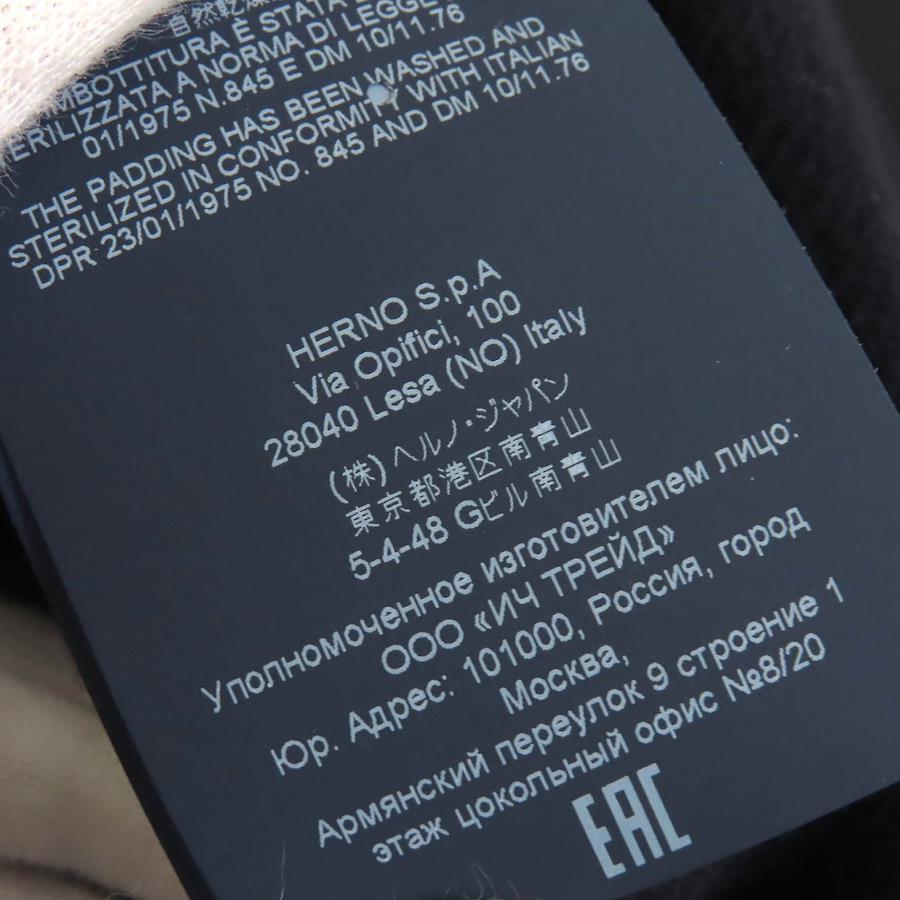 自然乾燥
IMBOTTITURA È STATA
ERILIZZATA A NORMA DI LEGGE
01/1975 N.845 E DM 10/11.76
THE PADDING HAS BEEN WASHED AND
STERILIZED IN CONFORMITY WITH ITALIAN
DPR 23/01/1975 NO. 845 AND DM 10/11.76
HERNO S.p.A
Via Opifici, 100
28040 Lesa (NO) Italy
(株)ヘルノ・ジャパン
東京都港区南青山
5-4-48 Gビル南青山
Уполномоченное изготовителем лицо:
ООО «ИЧ ТРЕЙД»
Юр. Адрес: 101000, Россия, город
Москва,
Армянский переулок 9 строение 1
этаж цокольный офис №8/20
EAC